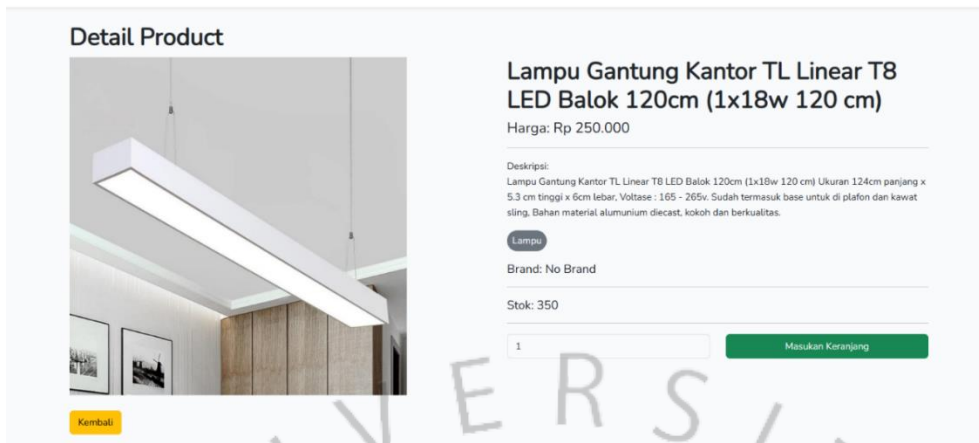 Detail Product
Lampu Gantung Kantor TL Linear T8
LED Balok 120cm (1x18w 120 cm)
Harga: Rp 250.000
Deskripsi:
Lampu Gantung Kantor TL Linear T8 LED Balok 120cm (1x18w 120 cm) Ukuran 124cm panjang x
5.3 cm tinggi x 6cm lebar, Voltase : 165 - 265v. Sudah termasuk base untuk di plafon dan kawat
sling, Bahan material alumunium diecast, kokoh dan berkualitas.
Lampu
Brand: No Brand
Stok: 350
1
Masukan Keranjang
Kembali